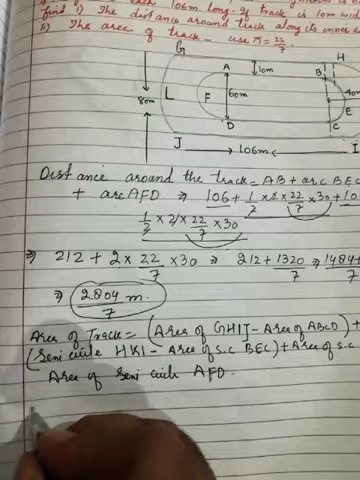 each 106m long. If track is 10m wide
find i) The distance around track along its inner e
ii) The area of track - use π = 22/7
G
H
A
10m
B
80m
L
F
60m
40m
E
D
C
J
106m
I
Distance around the track = AB + arc BEC
+ arc AFD ⇒ 106 + 1/2 × 2 × 22/7 × 30 + 10
1/2 × 2 × 22/7 × 30
⇒ 212 + 2 × 22/7 × 30 ⇒ 212 + 1320/7 ⇒ 1484+/7
⇒ 2804 m/7
Area of Track = (Area of GHIJ - Area of ABCD) +
(Semi circle HKI - Area of S.C BEC) + Area of S.C
Area of Semi circle AFD.